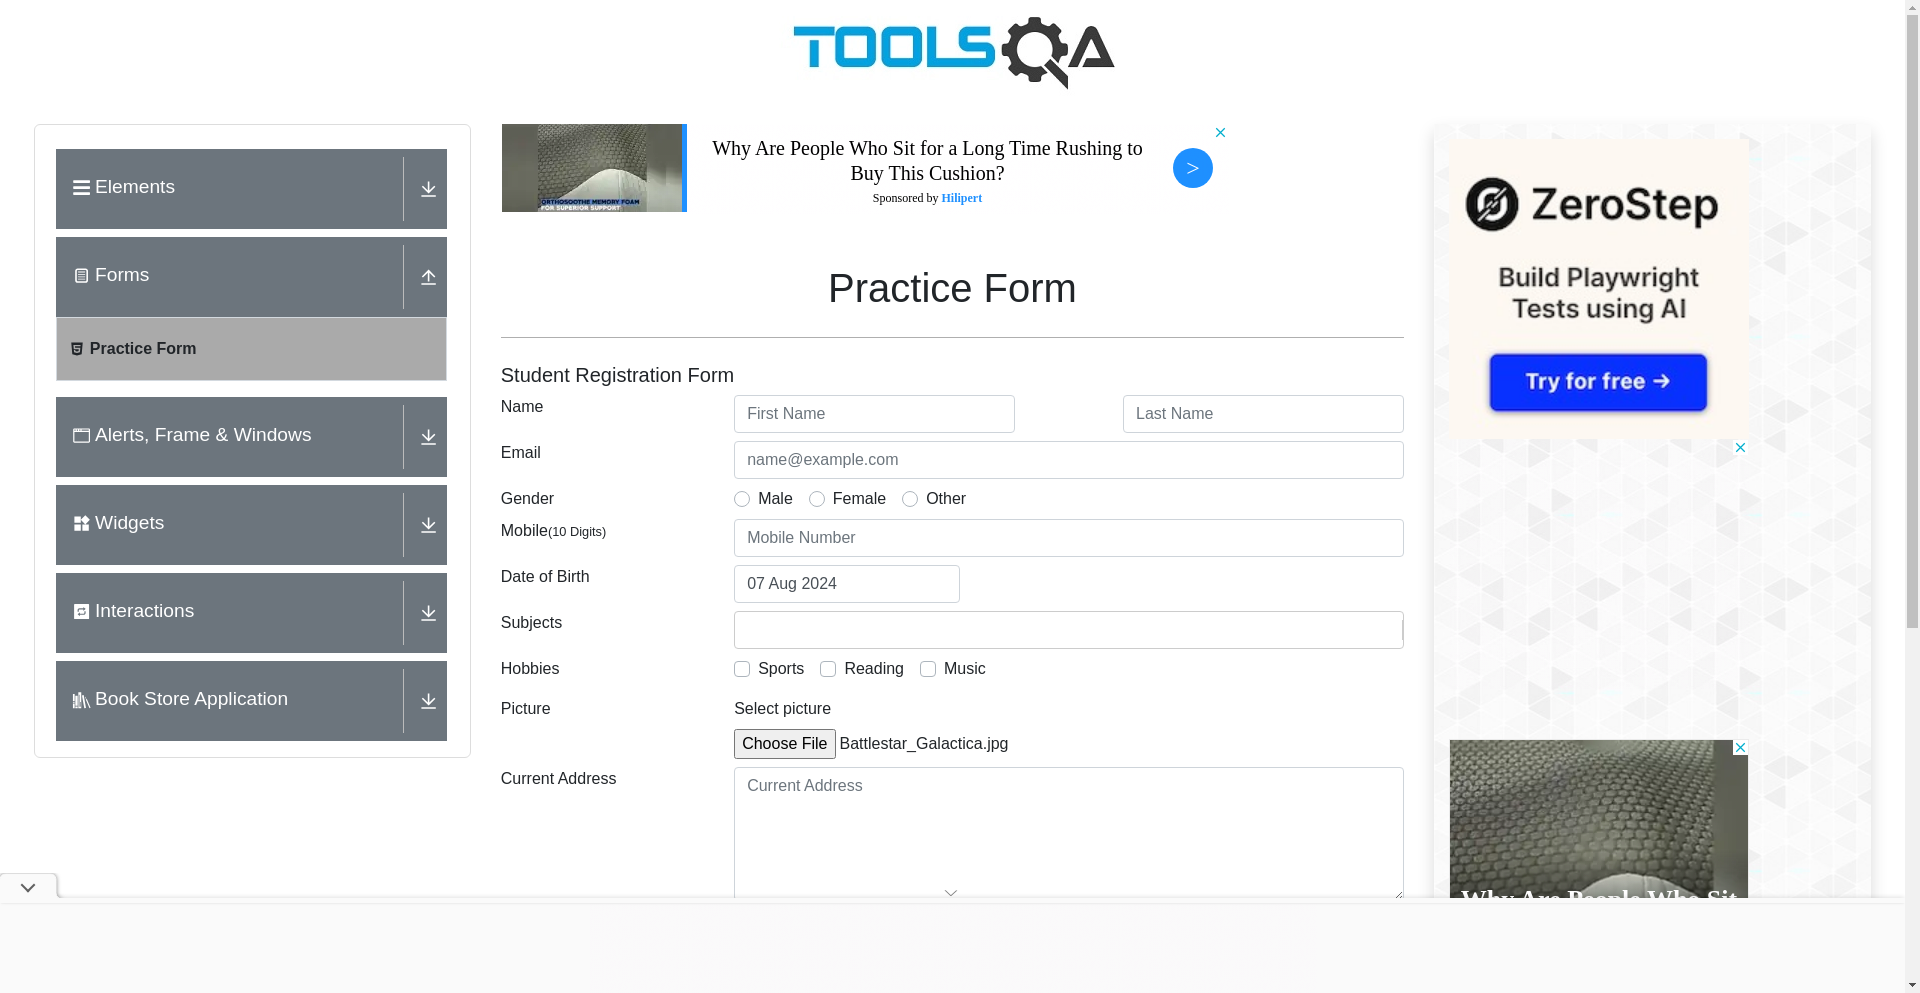 TOOLSQA
Elements
Forms
Practice Form
Alerts, Frame & Windows
Widgets
Interactions
Book Store Application
ORTHOSOOTHE MEMORY FOAM
FOR SUPERIOR SUPPORT
Why Are People Who Sit for a Long Time Rushing to
Buy This Cushion?
Sponsored by Hilipert
>
Practice Form
Student Registration Form
Name
First Name
Last Name
Email
name@example.com
Gender
Male
Female
Other
Mobile(10 Digits)
Mobile Number
Date of Birth
07 Aug 2024
Subjects
Hobbies
Sports
Reading
Music
Picture
Select picture
Choose File Battlestar_Galactica.jpg
Current Address
Current Address
ZeroStep
Build Playwright
Tests using AI
Try for free →
Why Are People Who Sit